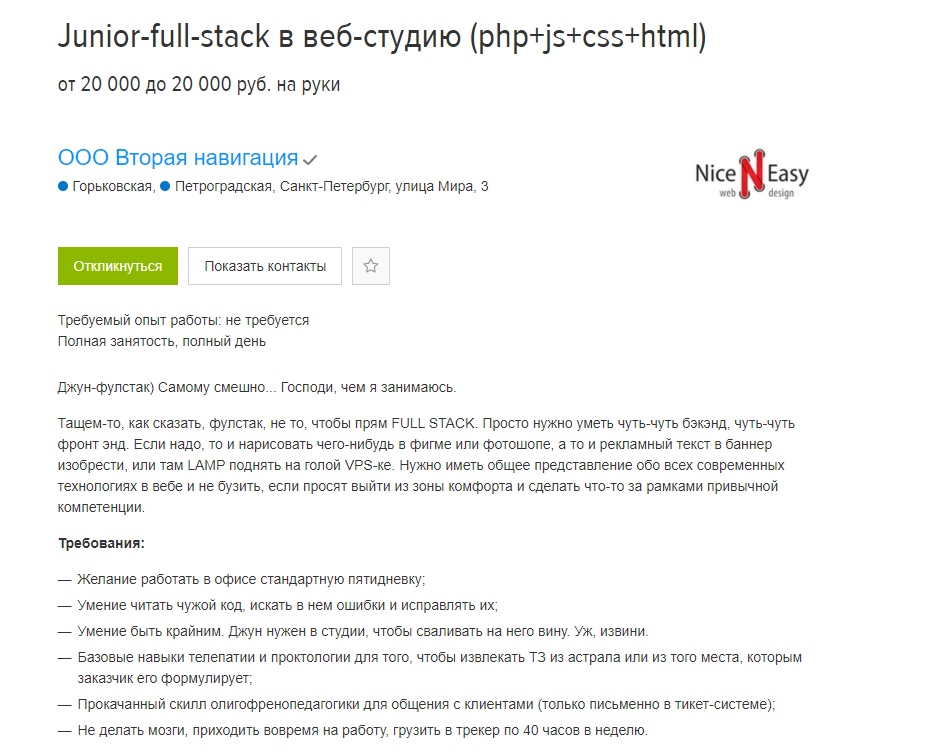 Junior-full-stack в веб-студию (php+js+css+html)
от 20 000 до 20 000 руб. на руки
ООО Вторая навигация
Горьковская, Петроградская, Санкт-Петербург, улица Мира, 3
Nice N Easy
web design
Откликнуться Показать контакты
Требуемый опыт работы: не требуется
Полная занятость, полный день
Джун-фулстак) Самому смешно... Господи, чем я занимаюсь.
Тащем-то, как сказать, фулстак, не то, чтобы прям FULL STACK. Просто нужно уметь чуть-чуть бэкэнд, чуть-чуть
фронт энд. Если надо, то и нарисовать чего-нибудь в фигме или фотошопе, а то и рекламный текст в баннер
изобрести, или там LAMP поднять на голой VPS-ке. Нужно иметь общее представление обо всех современных
технологиях в вебе и не бузить, если просят выйти из зоны комфорта и сделать что-то за рамками привычной
компетенции.
Требования:
— Желание работать в офисе стандартную пятидневку;
— Умение читать чужой код, искать в нем ошибки и исправлять их;
— Умение быть крайним. Джун нужен в студии, чтобы сваливать на него вину. Уж, извини.
— Базовые навыки телепатии и проктологии для того, чтобы извлекать ТЗ из астрала или из того места, которым
заказчик его формулирует;
— Прокачанный скилл олигофренопедагогики для общения с клиентами (только письменно в тикет-системе);
— Не делать мозги, приходить вовремя на работу, грузить в трекер по 40 часов в неделю.